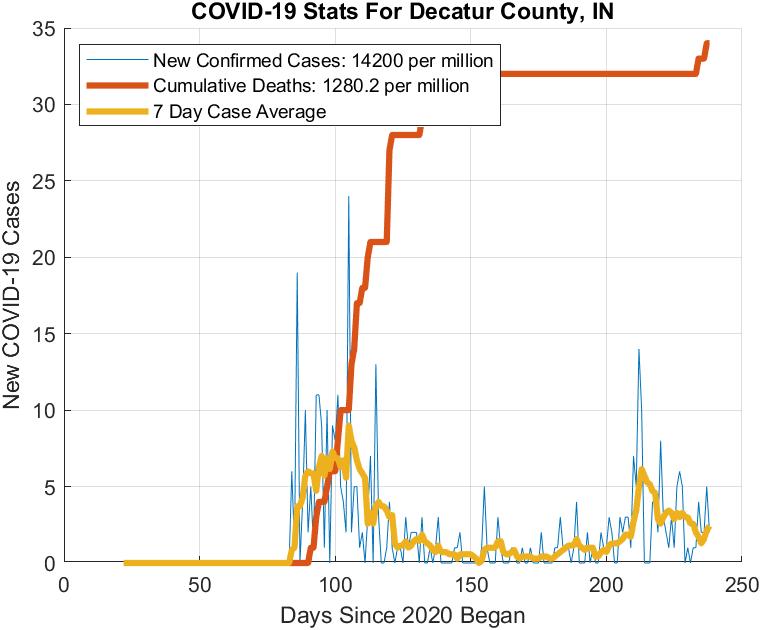 COVID-19 Stats For Decatur County, IN
New Confirmed Cases: 14200 per million
Cumulative Deaths: 1280.2 per million
7 Day Case Average
New COVID-19 Cases
35
30
25
20
15
10
5
0
0 50 100 150 200 250
Days Since 2020 Began